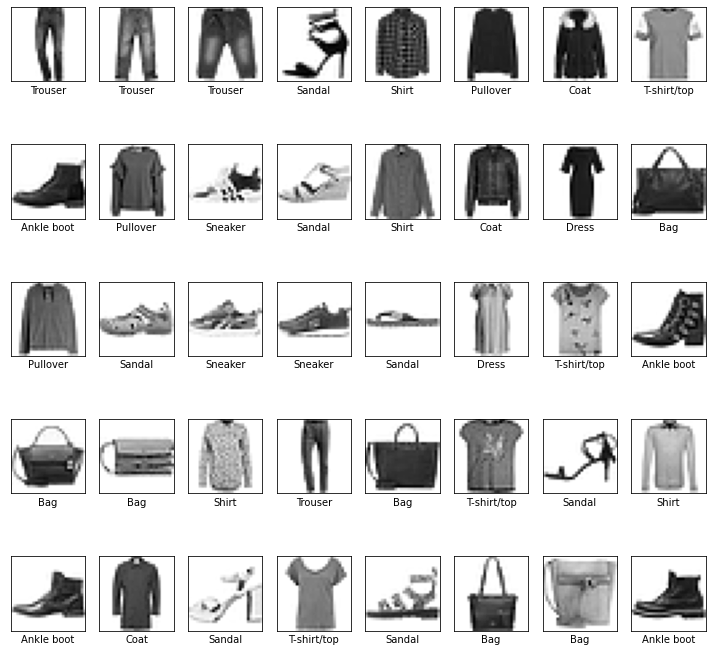 Trouser Trouser Trouser Sandal Shirt Pullover Coat T-shirt/top
Ankle boot Pullover Sneaker Sandal Shirt Coat Dress Bag
Pullover Sandal Sneaker Sneaker Sandal Dress T-shirt/top Ankle boot
Bag Bag Shirt Trouser Bag T-shirt/top Sandal Shirt
Ankle boot Coat Sandal T-shirt/top Sandal Bag Bag Ankle boot